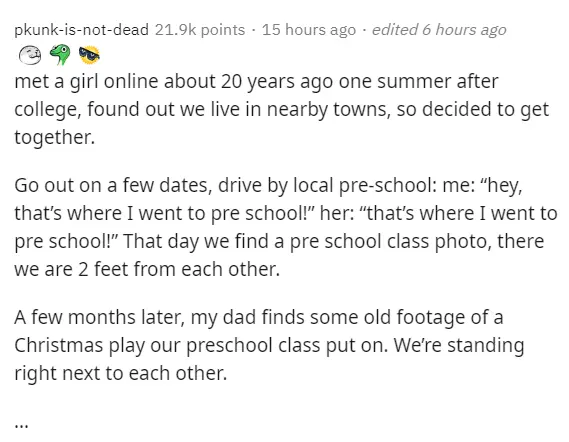 pkunk-is-not-dead 21.9k points · 15 hours ago · edited 6 hours ago
met a girl online about 20 years ago one summer after
college, found out we live in nearby towns, so decided to get
together.
Go out on a few dates, drive by local pre-school: me: “hey,
that’s where I went to pre school!” her: “that’s where I went to
pre school!” That day we find a pre school class photo, there
we are 2 feet from each other.
A few months later, my dad finds some old footage of a
Christmas play our preschool class put on. We’re standing
right next to each other.
...